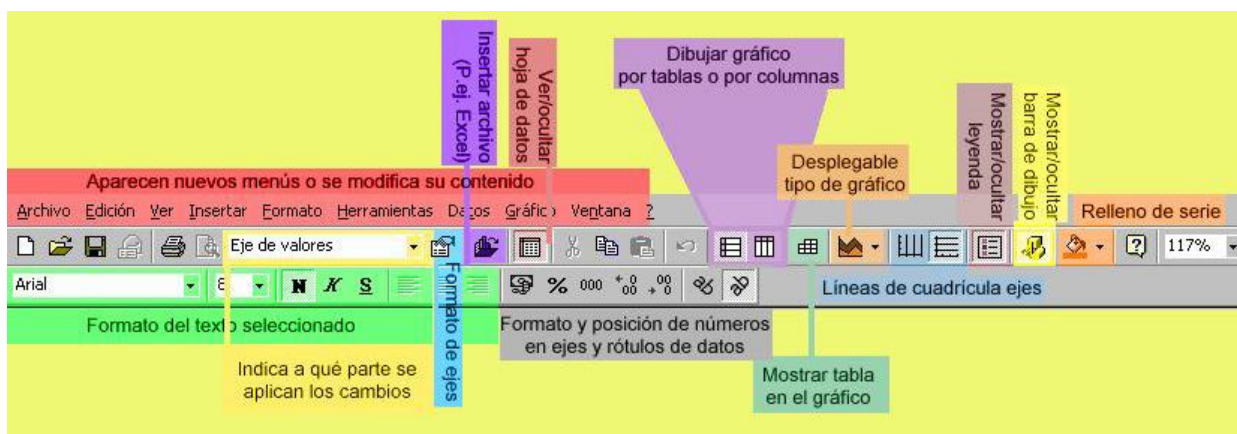 Insertar archivo
(P.ej. Excel)
Ver/ocultar
hoja de datos
Dibujar gráfico
por tablas o por columnas
Mostrar/ocultar
leyenda
Mostrar/ocultar
barra de dibujo
Desplegable
tipo de gráfico
Aparecen nuevos menús o se modifica su contenido
Relleno de serie
Archivo Edición Ver Insertar Formato Herramientas Datos Gráfico Ventana ?
Eje de valores
117%
Arial
8
N K S
% 000
Formato de ejes
Líneas de cuadrícula ejes
Formato del texto seleccionado
Formato y posición de números
en ejes y rótulos de datos
Indica a qué parte se
aplican los cambios
Mostrar tabla
en el gráfico